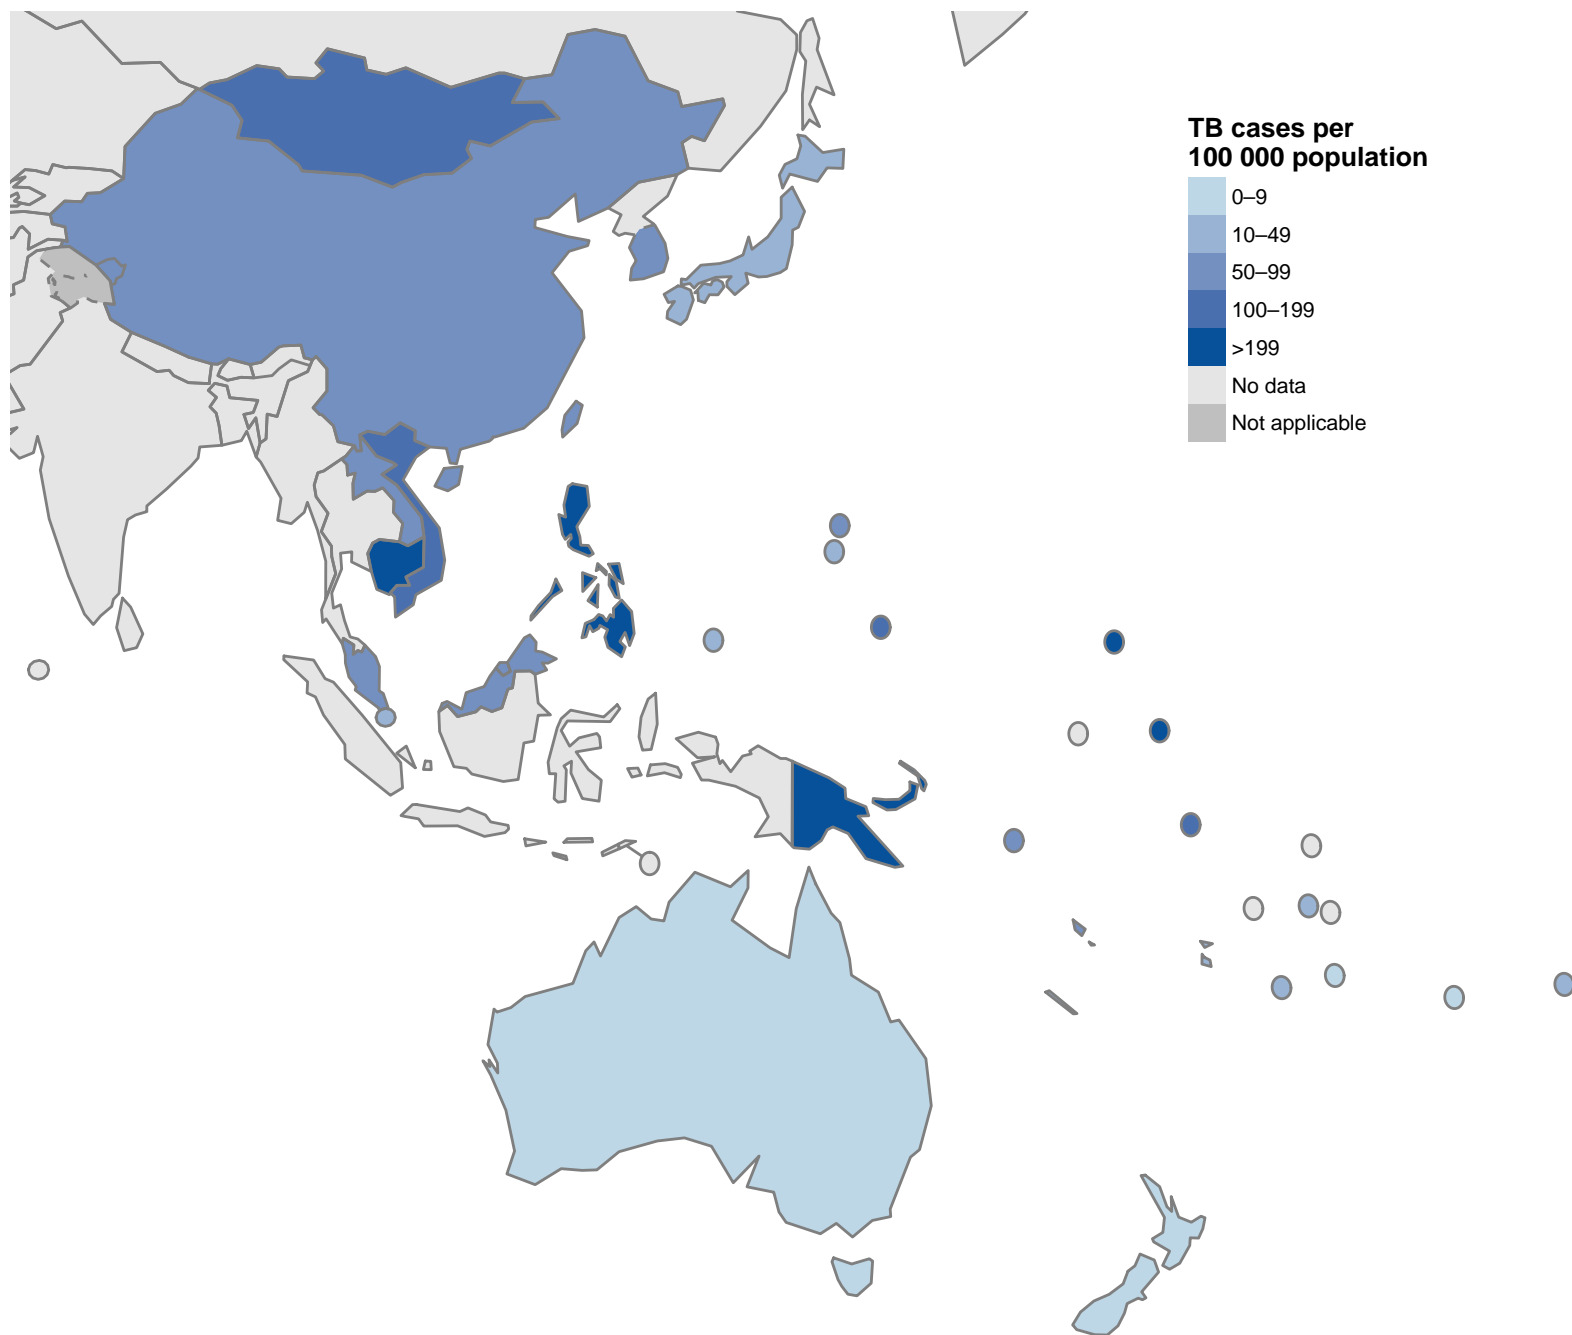 TB cases per
100 000 population
0–9
10–49
50–99
100–199
>199
No data
Not applicable